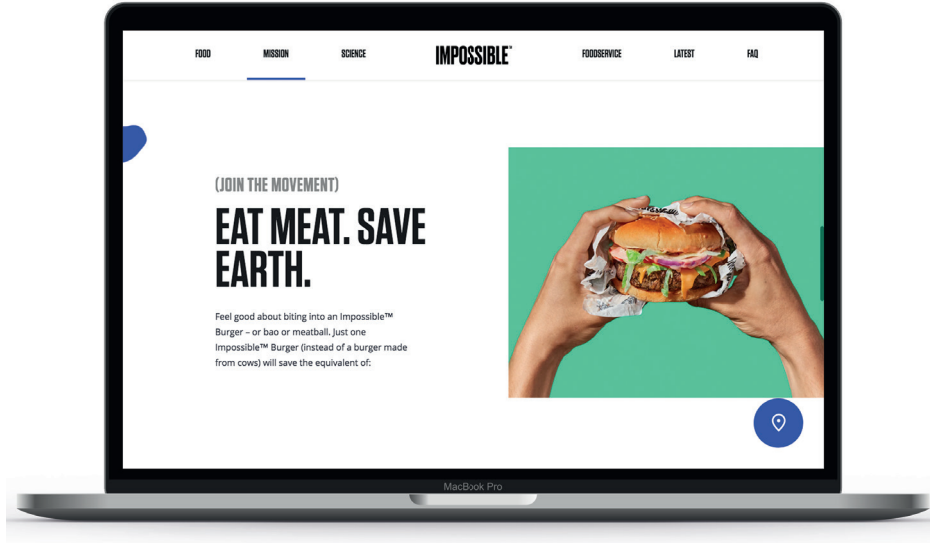 FOOD
MISSION
SCIENCE
IMPOSSIBLE™
FOODSERVICE
LATEST
FAQ
(JOIN THE MOVEMENT)
EAT MEAT. SAVE
EARTH.
Feel good about biting into an Impossible™
Burger – or bao or meatball. Just one
Impossible™ Burger (instead of a burger made
from cows) will save the equivalent of:
MacBook Pro